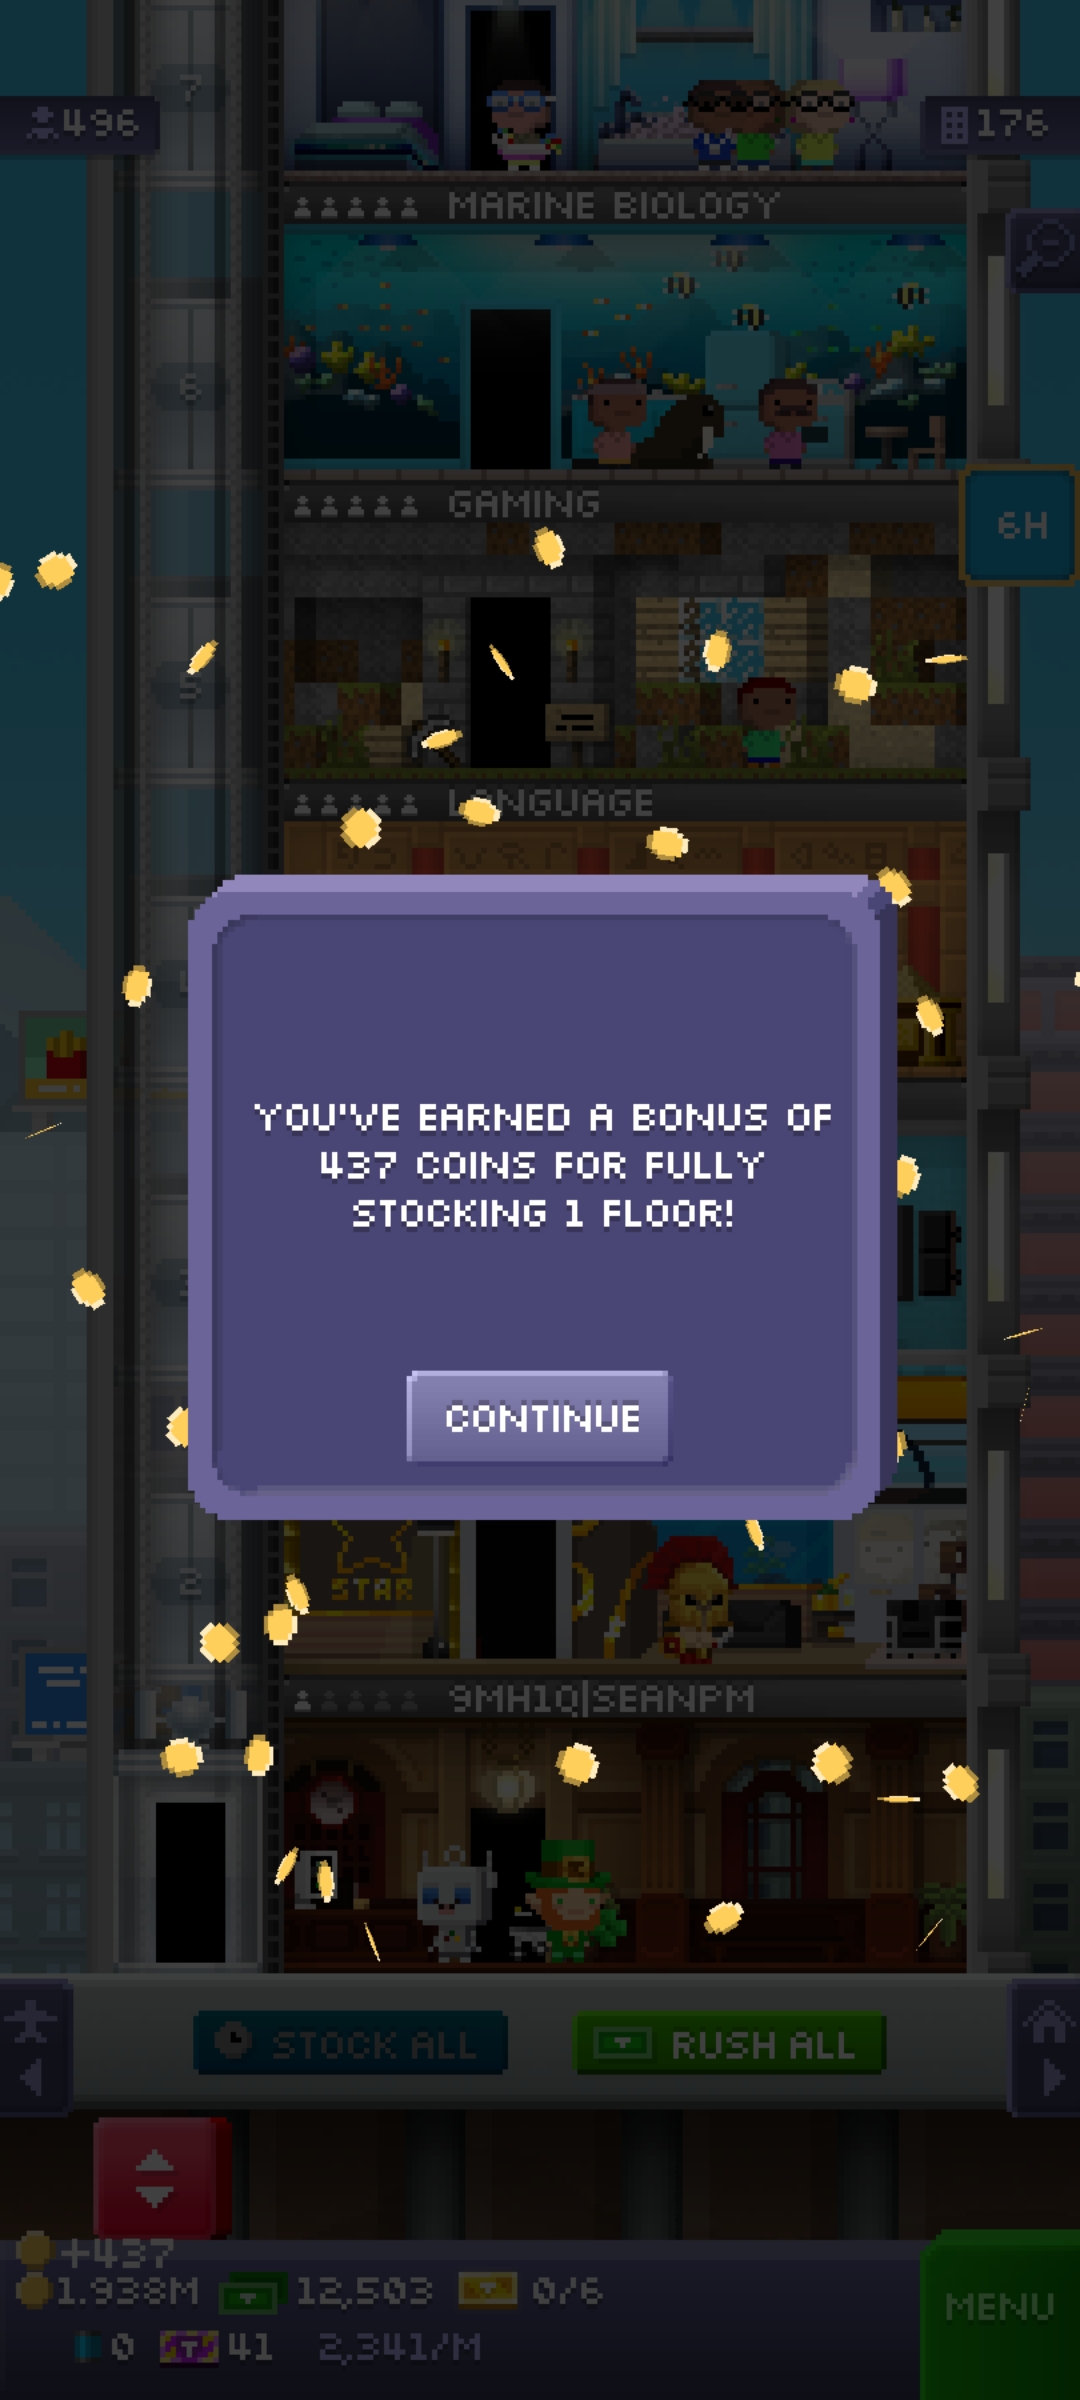 7
496
176
MARINE BIOLOGY
6
GAMING
6H
5
LANGUAGE
YOU'VE EARNED A BONUS OF
437 COINS FOR FULLY
STOCKING 1 FLOOR!
CONTINUE
2
STAR
9MH1Q|SEANPM
STOCK ALL
RUSH ALL
+437
1.938M
12,503
0/6
MENU
0
41
2,341/M